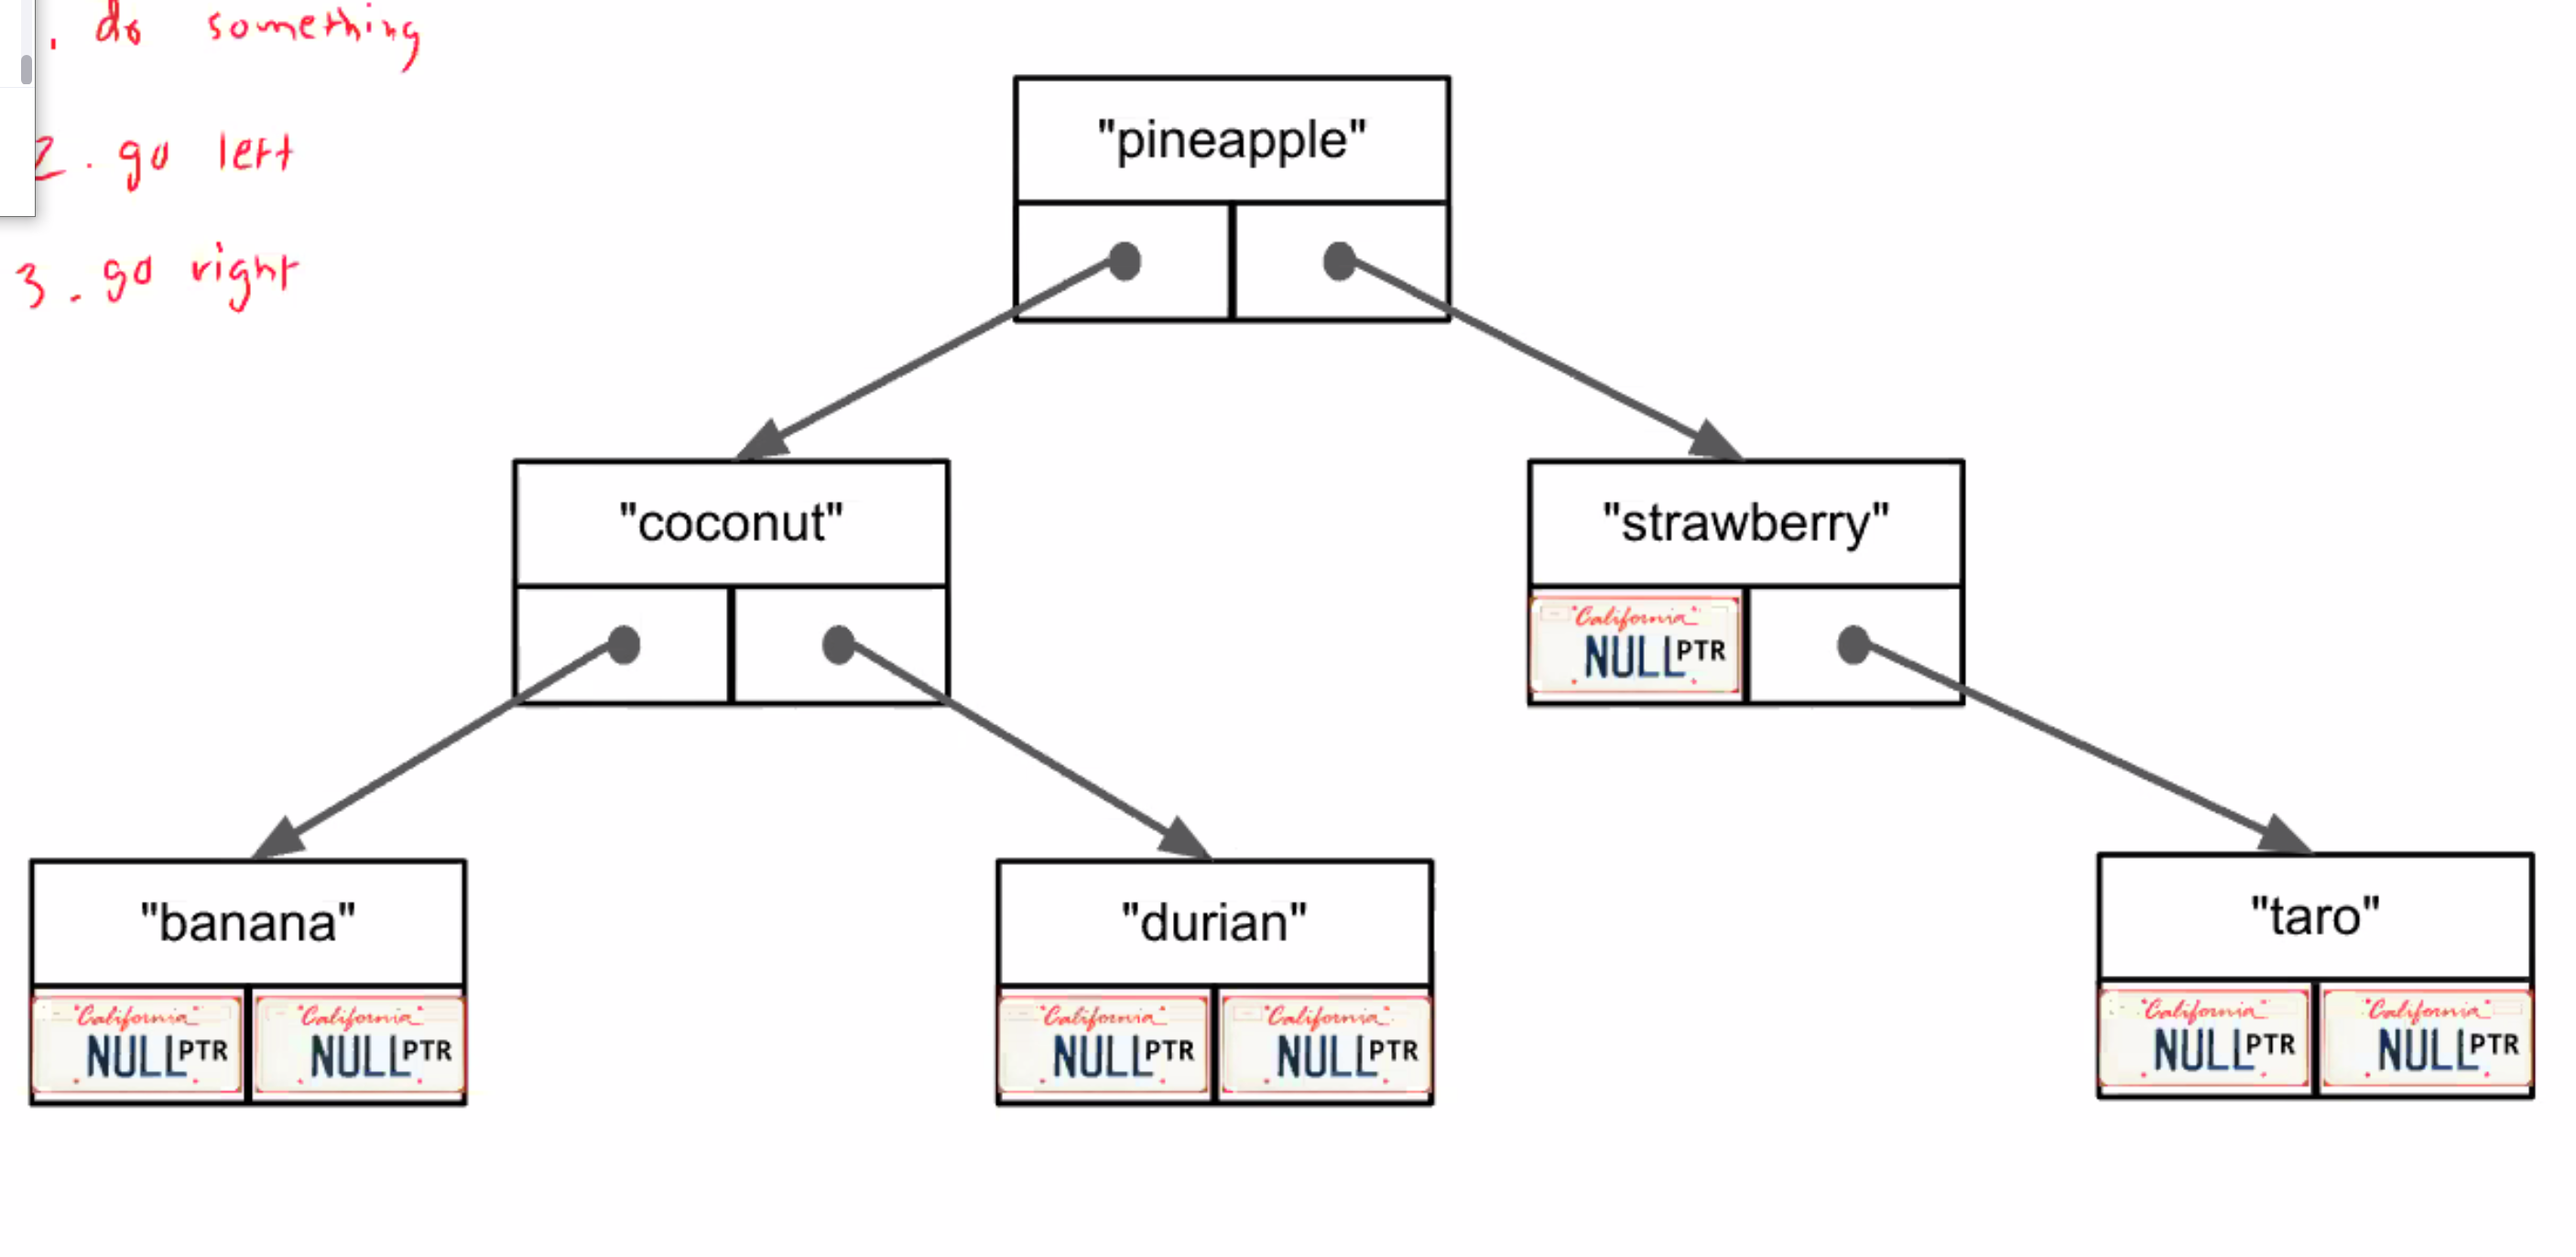 . do something
2. go left
3. go right
"pineapple"
"coconut"
"strawberry"
California
NULLPTR
"banana"
"durian"
"taro"
California California
NULLPTR NULLPTR
California California
NULLPTR NULLPTR
California California
NULLPTR NULLPTR